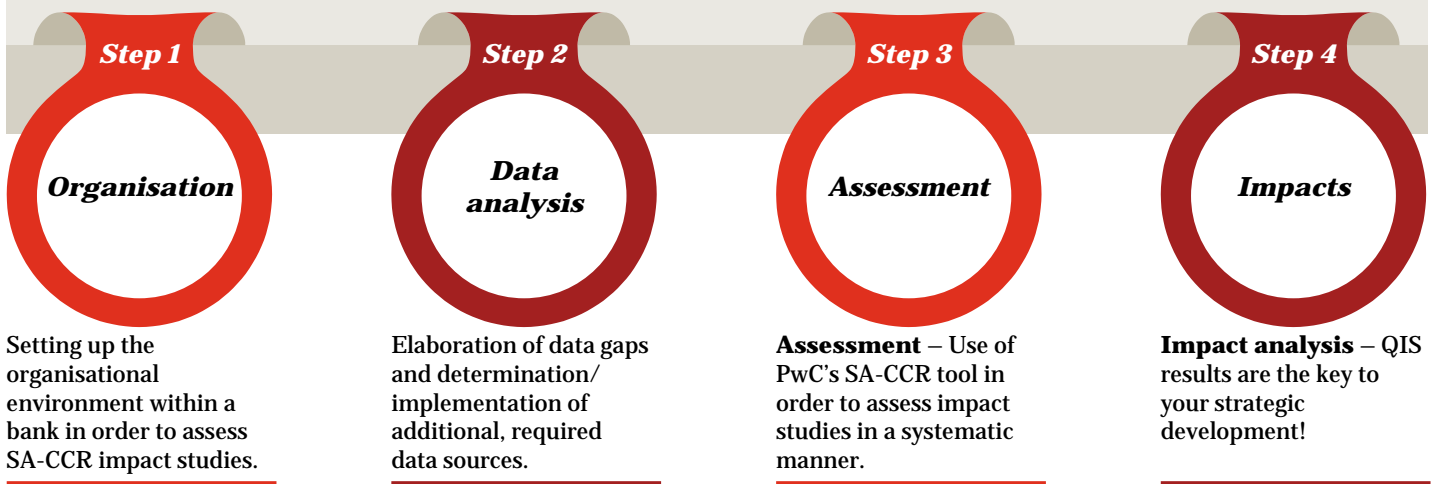 Step 1
Organisation
Setting up the
organisational
environment within a
bank in order to assess
SA-CCR impact studies.
Step 2
Data
analysis
Elaboration of data gaps
and determination/
implementation of
additional, required
data sources.
Step 3
Assessment
Assessment – Use of
PwC's SA-CCR tool in
order to assess impact
studies in a systematic
manner.
Step 4
Impacts
Impact analysis – QIS
results are the key to
your strategic
development!